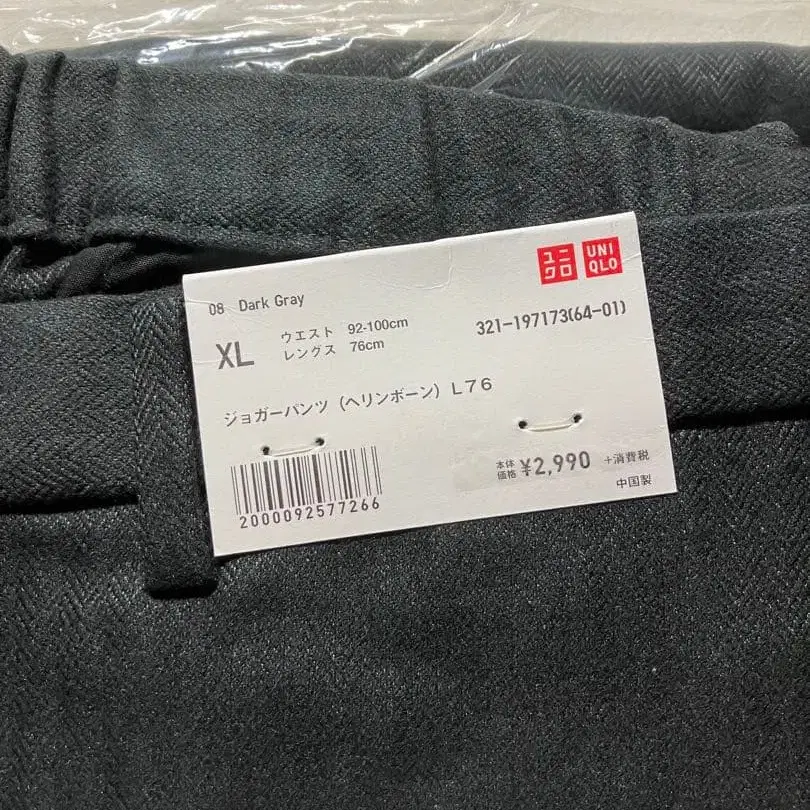 ユニ
クロ
UNI
QLO
08 Dark Gray
XL
ウエスト 92-100cm
レングス 76cm
321-197173(64-01)
ジョガーパンツ（ヘリンボーン）L76
2000092577266
本体
価格 ¥2,990 +消費税
中国製